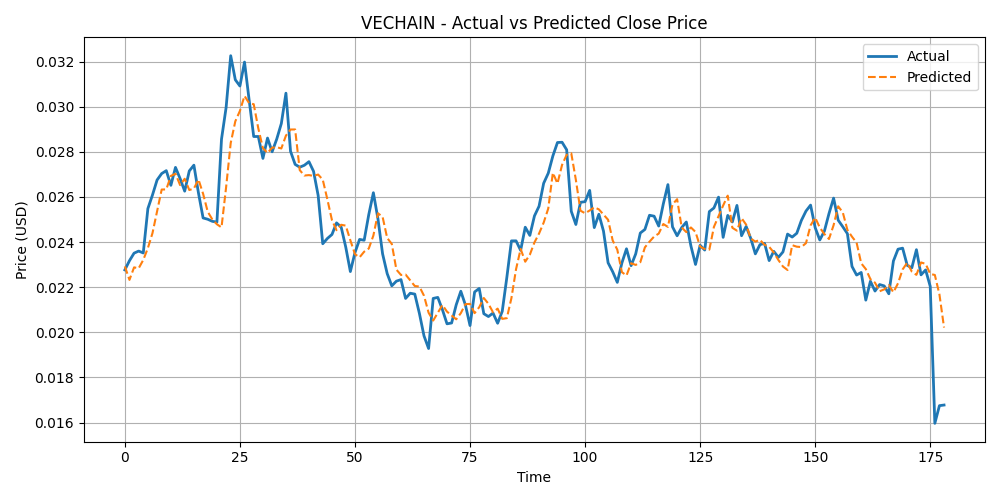 VECHAIN - Actual vs Predicted Close Price
Actual
Predicted
Price (USD)
0.032
0.030
0.028
0.026
0.024
0.022
0.020
0.018
0.016
0 25 50 75 100 125 150 175
Time